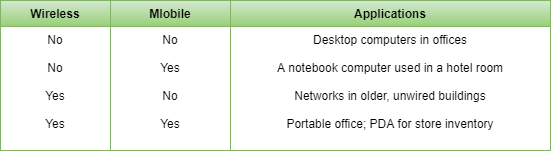 Wireless Mlobile Applications
No No Desktop computers in offices
No Yes A notebook computer used in a hotel room
Yes No Networks in older, unwired buildings
Yes Yes Portable office; PDA for store inventory